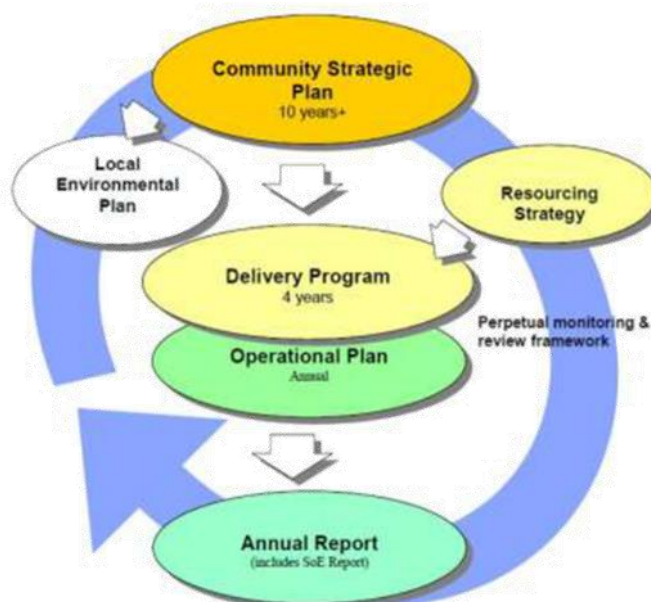 Community Strategic
Plan
10 years+
Local
Environmental
Plan
Resourcing
Strategy
Delivery Program
4 years
Perpetual monitoring &
review framework
Operational Plan
Annual
Annual Report
(includes SoE Report)